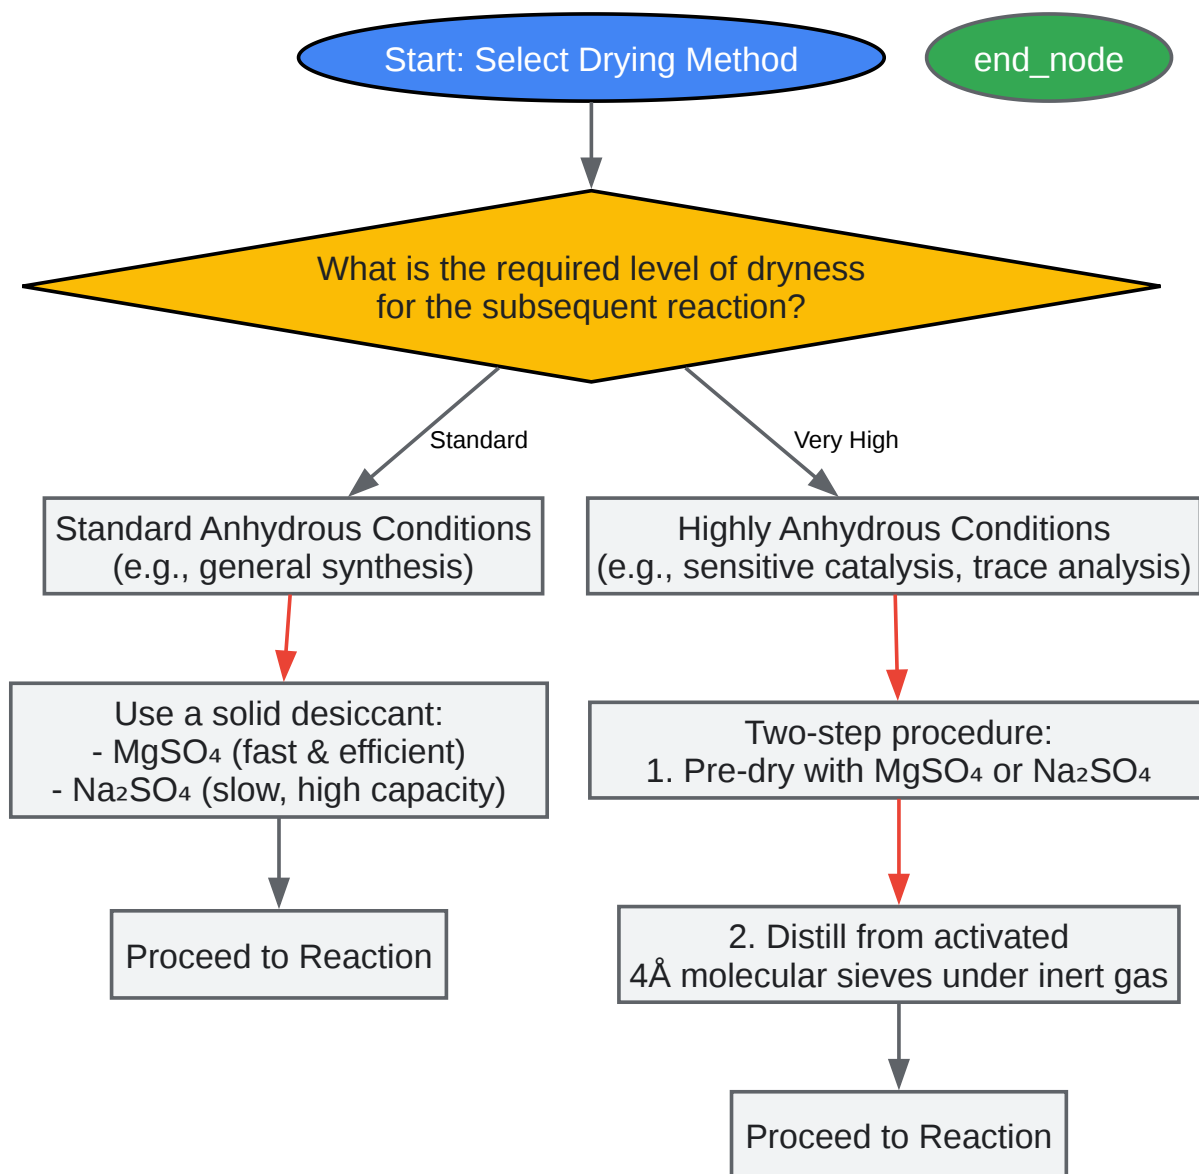 Start: Select Drying Method
end_node
What is the required level of dryness
for the subsequent reaction?
Standard
Very High
Standard Anhydrous Conditions
(e.g., general synthesis)
Highly Anhydrous Conditions
(e.g., sensitive catalysis, trace analysis)
Use a solid desiccant:
- MgSO₄ (fast & efficient)
- Na₂SO₄ (slow, high capacity)
Two-step procedure:
1. Pre-dry with MgSO₄ or Na₂SO₄
Proceed to Reaction
2. Distill from activated
4Å molecular sieves under inert gas
Proceed to Reaction